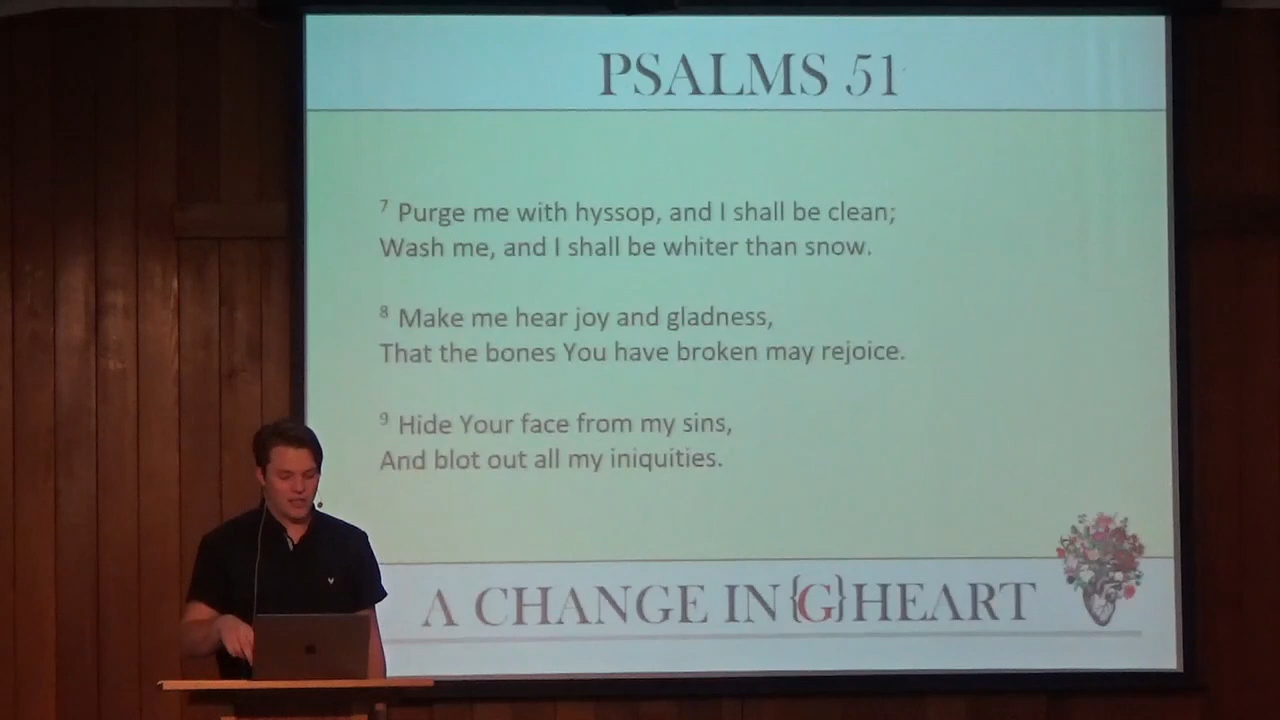 PSALMS 51
7 Purge me with hyssop, and I shall be clean;
Wash me, and I shall be whiter than snow.
8 Make me hear joy and gladness,
That the bones You have broken may rejoice.
9 Hide Your face from my sins,
And blot out all my iniquities.
A CHANGE IN {G} HEART